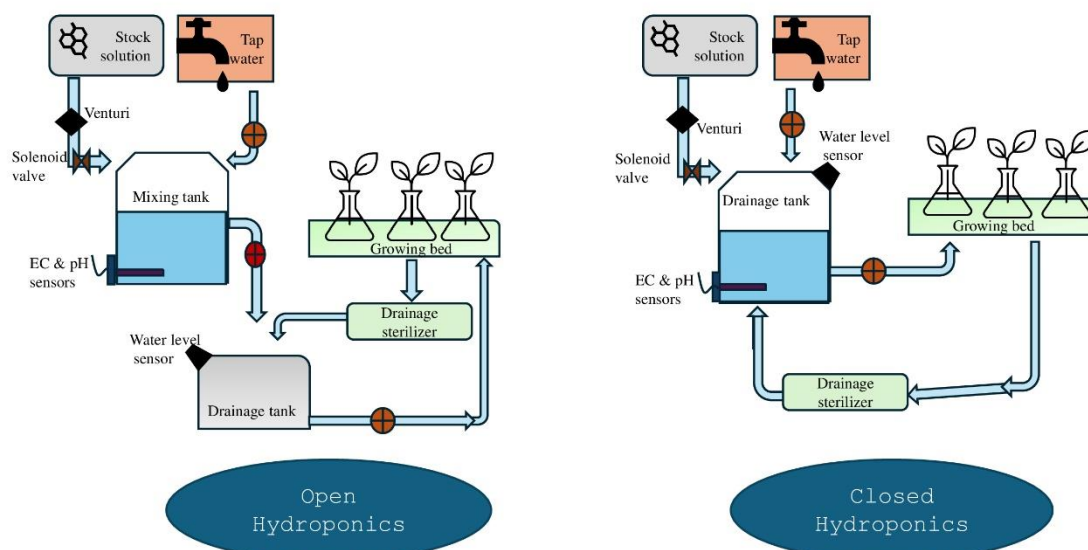 Stock
solution
Tap
water
Venturi
Solenoid
valve
Mixing tank
Growing bed
EC & pH
sensors
Drainage
sterilizer
Water level
sensor
Drainage tank
Open
Hydroponics
Stock
solution
Tap
water
Venturi
Water level
sensor
Solenoid
valve
Drainage tank
Growing bed
EC & pH
sensors
Drainage
sterilizer
Closed
Hydroponics